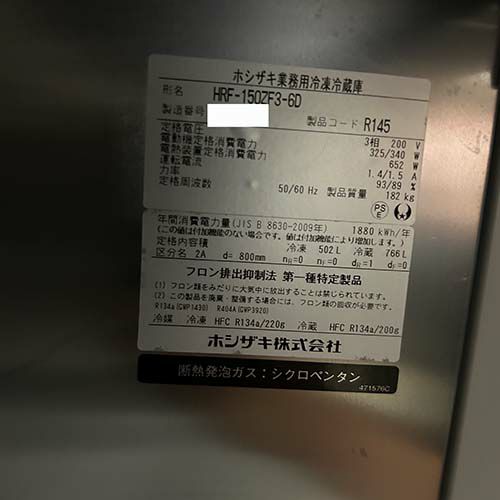 ホシザキ業務用冷凍冷蔵庫
形名 HRF-150ZF3-6D
製造番号 製品コード R145
定格電圧 3相 200 V
電動機定格消費電力 325/340 W
電熱装置定格消費電力 652 W
運転電流 1.4/1.5 A
力率 93/89 %
定格周波数 50/60 Hz 製品質量 182 kg
PS E
年間消費電力量(JIS B 8630-2009年) 1880 kWh/年
(この値は付加機能のない場合です。値は付加機能により増加します。)
定格内容積 冷凍 502 L 冷蔵 766 L
区分名 2A d= 800mm nR=0 nF=0 dR=1 dF=0
フロン排出抑制法 第一種特定製品
(1) フロン類をみだりに大気中に放出することは禁じられています。
(2) この製品を廃棄・整備する場合には、フロン類の回収が必要です。
R134a(GWP1430) R404A(GWP3920)
冷媒 冷凍 HFC R134a/220g 冷蔵 HFC R134a/200g
ホシザキ株式会社
断熱発泡ガス：シクロペンタン
471576C